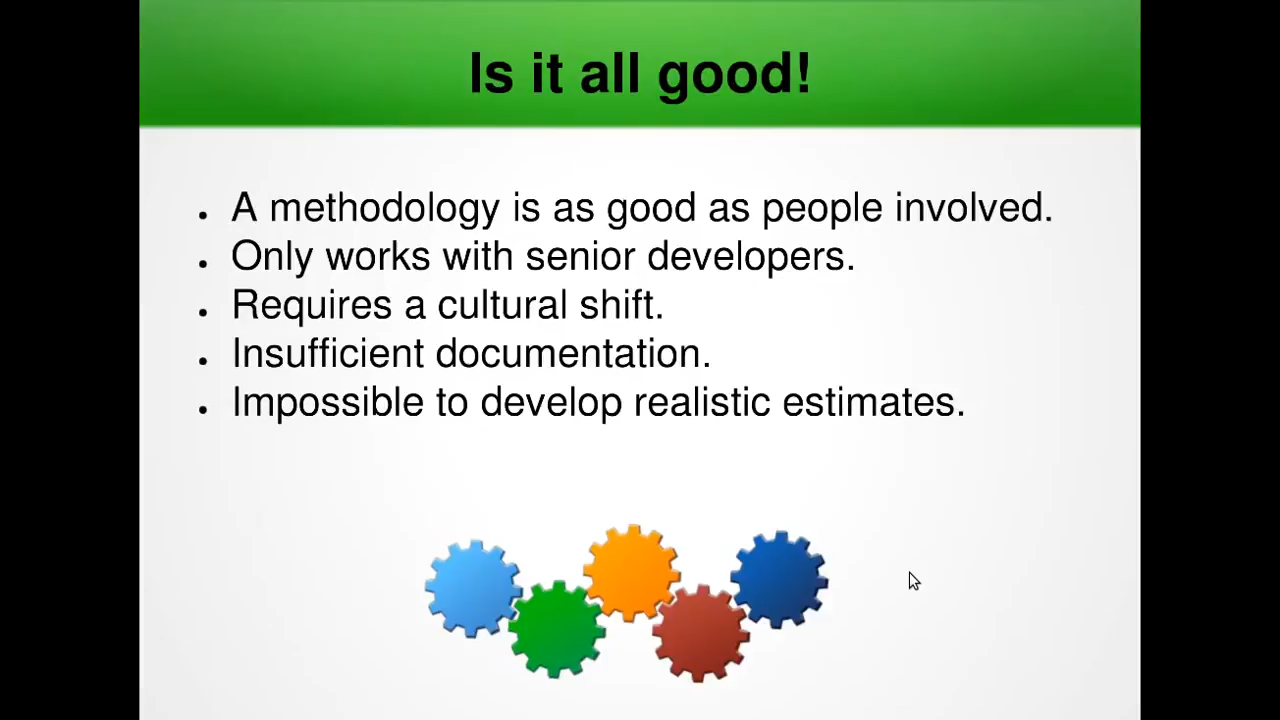 Is it all good!
• A methodology is as good as people involved.
• Only works with senior developers.
• Requires a cultural shift.
• Insufficient documentation.
• Impossible to develop realistic estimates.